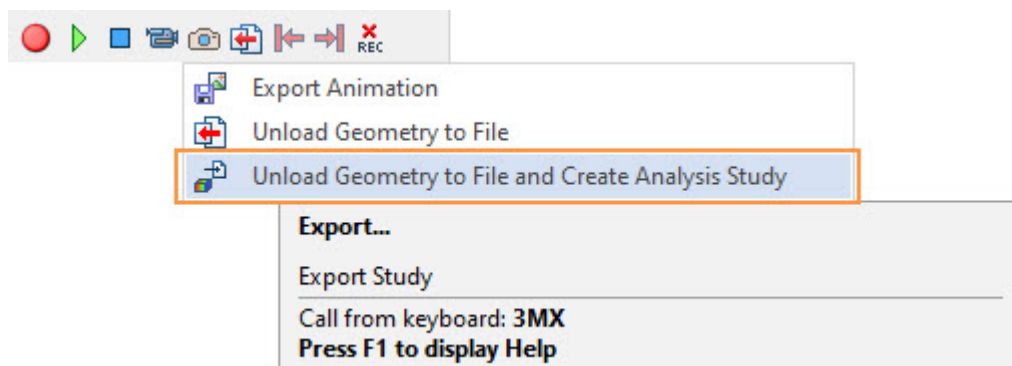 REC
Export Animation
Unload Geometry to File
Unload Geometry to File and Create Analysis Study
Export...
Export Study
Call from keyboard: 3MX
Press F1 to display Help